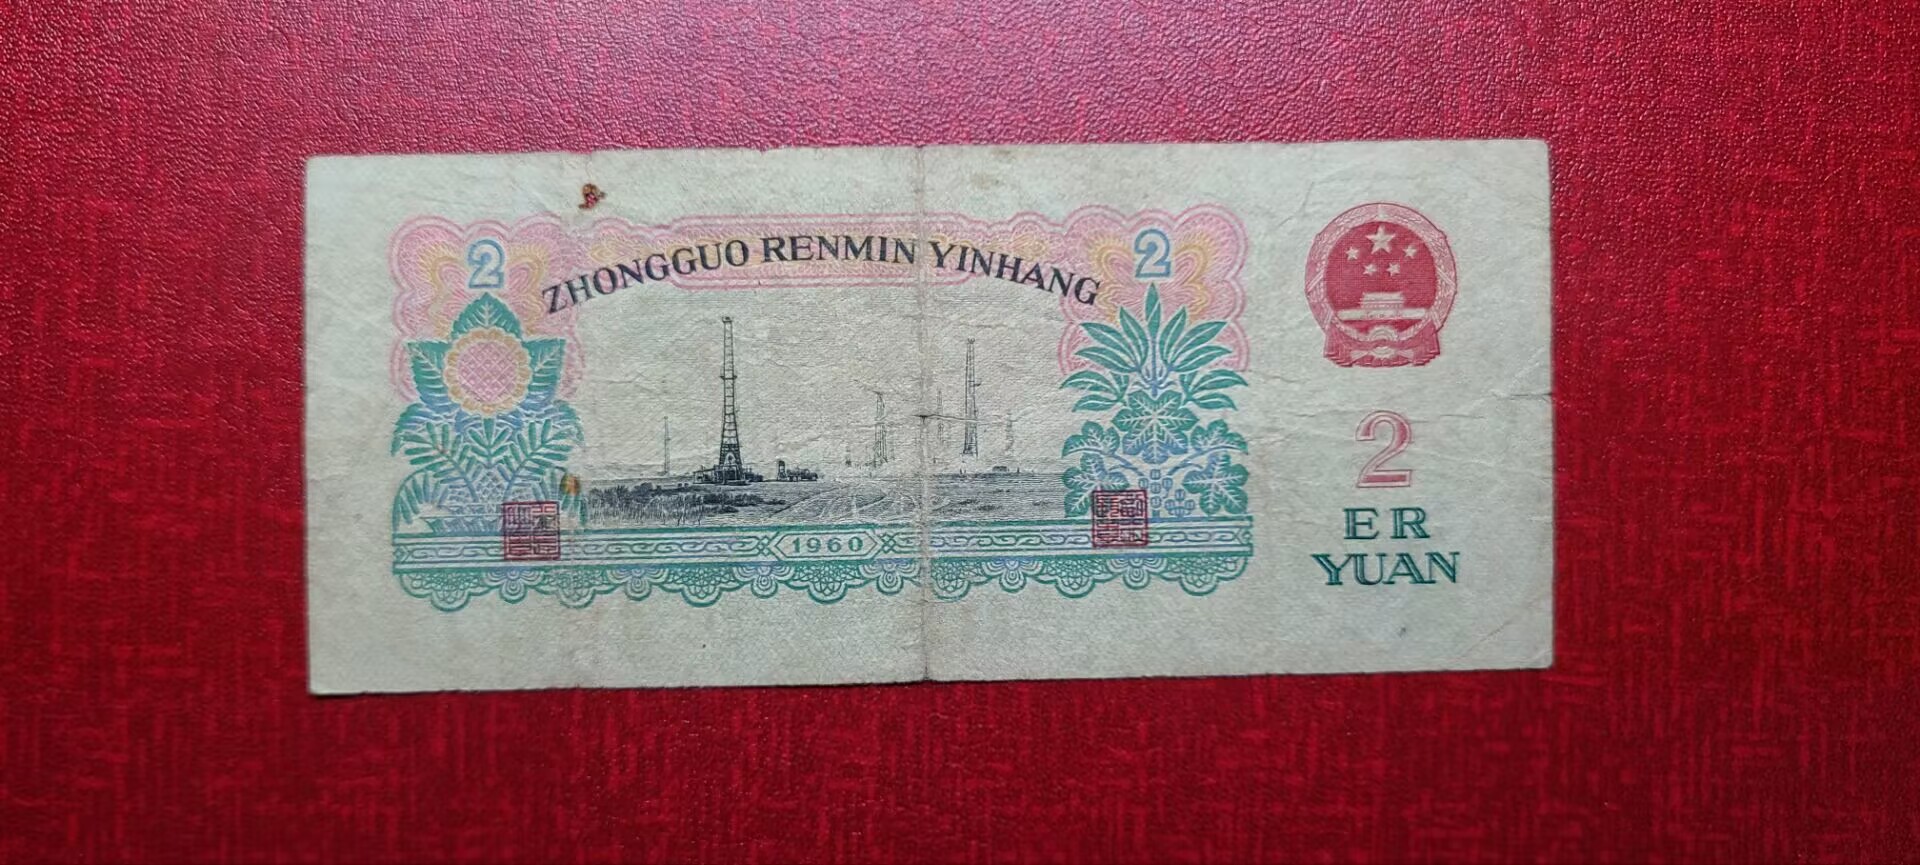 2
ZHONGGUO RENMIN YINHANG
2
1960
2
ER
YUAN